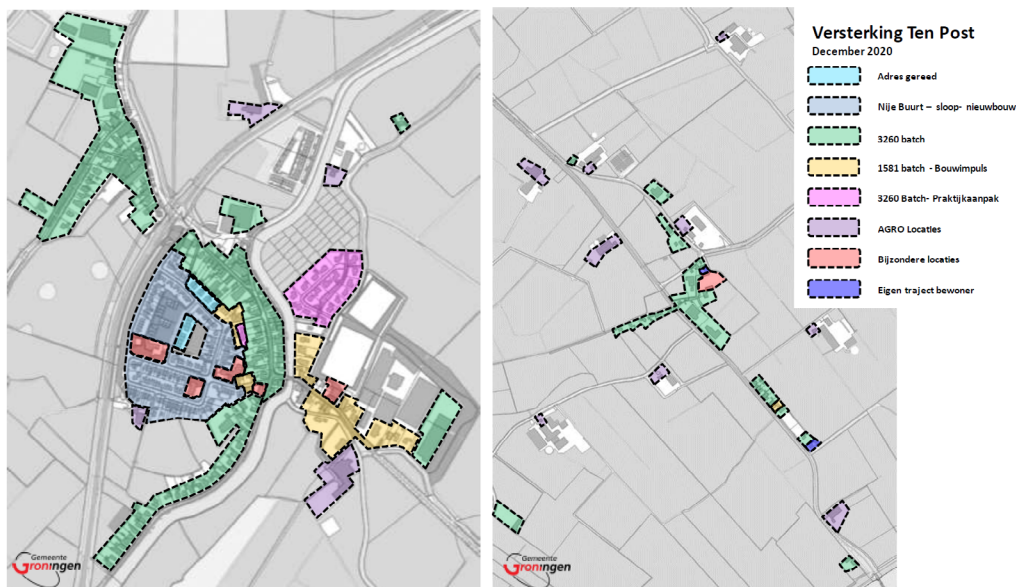 Versterking Ten Post
December 2020
Adres gereed
Nije Buurt – sloop- nieuwbouw
3260 batch
1581 batch - Bouwimpuls
3260 Batch- Praktijkaanpak
AGRO Locaties
Bijzondere locaties
Eigen traject bewoner
Gemeente
Groningen
Gemeente
Groningen